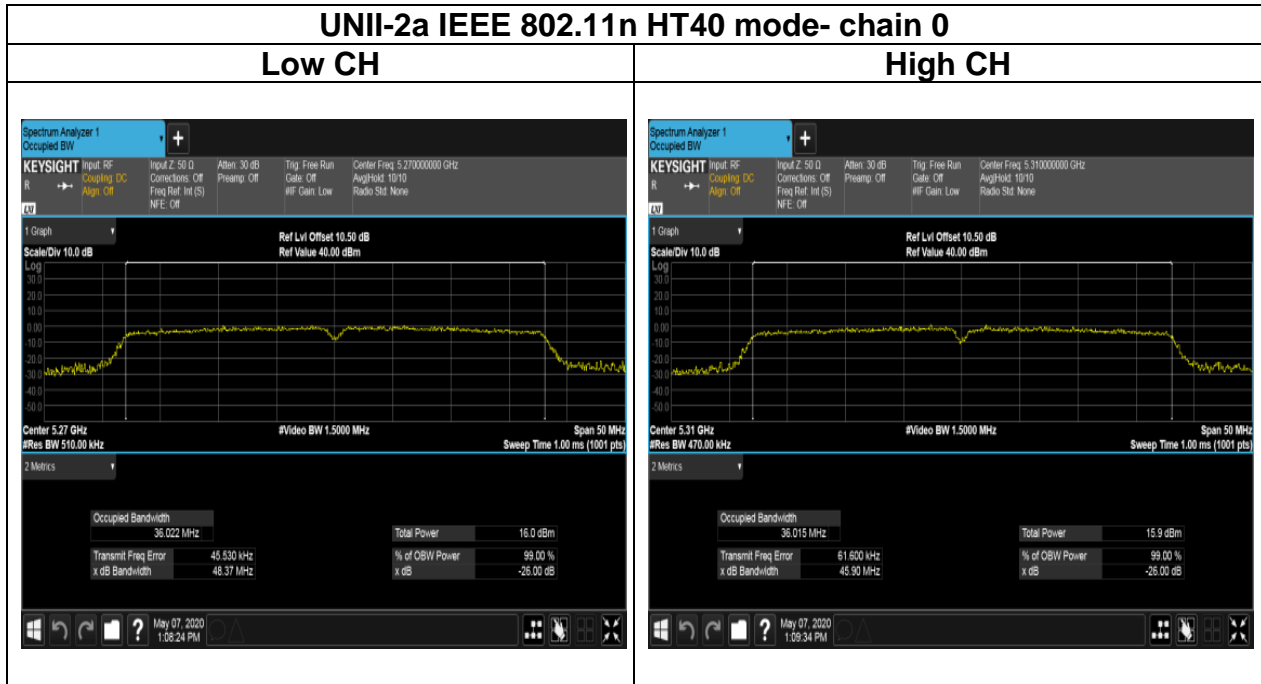 UNII-2a IEEE 802.11n HT40 mode- chain 0
Low CH
High CH
Spectrum Analyzer 1
Occupied BW
+
KEYSIGHT
R
LXI
Input: RF
Coupling: DC
Align: Off
Input Z: 50 Ω
Corrections: Off
Freq Ref: Int (S)
NFE: Off
Atten: 30 dB
Preamp: Off
Trig: Free Run
Gate: Off
#IF Gain: Low
Center Freq: 5.270000000 GHz
Avg|Hold: 10/10
Radio Std: None
1 Graph
Scale/Div 10.0 dB
Ref Lvl Offset 10.50 dB
Ref Value 40.00 dBm
Log
30.0
20.0
10.0
0.00
-10.0
-20.0
-30.0
-40.0
-50.0
Center 5.27 GHz
#Video BW 1.5000 MHz
Span 50 MHz
#Res BW 510.00 kHz
Sweep Time 1.00 ms (1001 pts)
2 Metrics
Occupied Bandwidth
36.022 MHz
Total Power 16.0 dBm
Transmit Freq Error 45.530 kHz
% of OBW Power 99.00 %
x dB Bandwidth 48.37 MHz
x dB -26.00 dB
?
May 07, 2020
1:08:24 PM
Spectrum Analyzer 1
Occupied BW
+
KEYSIGHT
R
LXI
Input: RF
Coupling: DC
Align: Off
Input Z: 50 Ω
Corrections: Off
Freq Ref: Int (S)
NFE: Off
Atten: 30 dB
Preamp: Off
Trig: Free Run
Gate: Off
#IF Gain: Low
Center Freq: 5.310000000 GHz
Avg|Hold: 10/10
Radio Std: None
1 Graph
Scale/Div 10.0 dB
Ref Lvl Offset 10.50 dB
Ref Value 40.00 dBm
Log
30.0
20.0
10.0
0.00
-10.0
-20.0
-30.0
-40.0
-50.0
Center 5.31 GHz
#Video BW 1.5000 MHz
Span 50 MHz
#Res BW 470.00 kHz
Sweep Time 1.00 ms (1001 pts)
2 Metrics
Occupied Bandwidth
36.015 MHz
Total Power 15.9 dBm
Transmit Freq Error 61.600 kHz
% of OBW Power 99.00 %
x dB Bandwidth 45.90 MHz
x dB -26.00 dB
?
May 07, 2020
1:09:34 PM